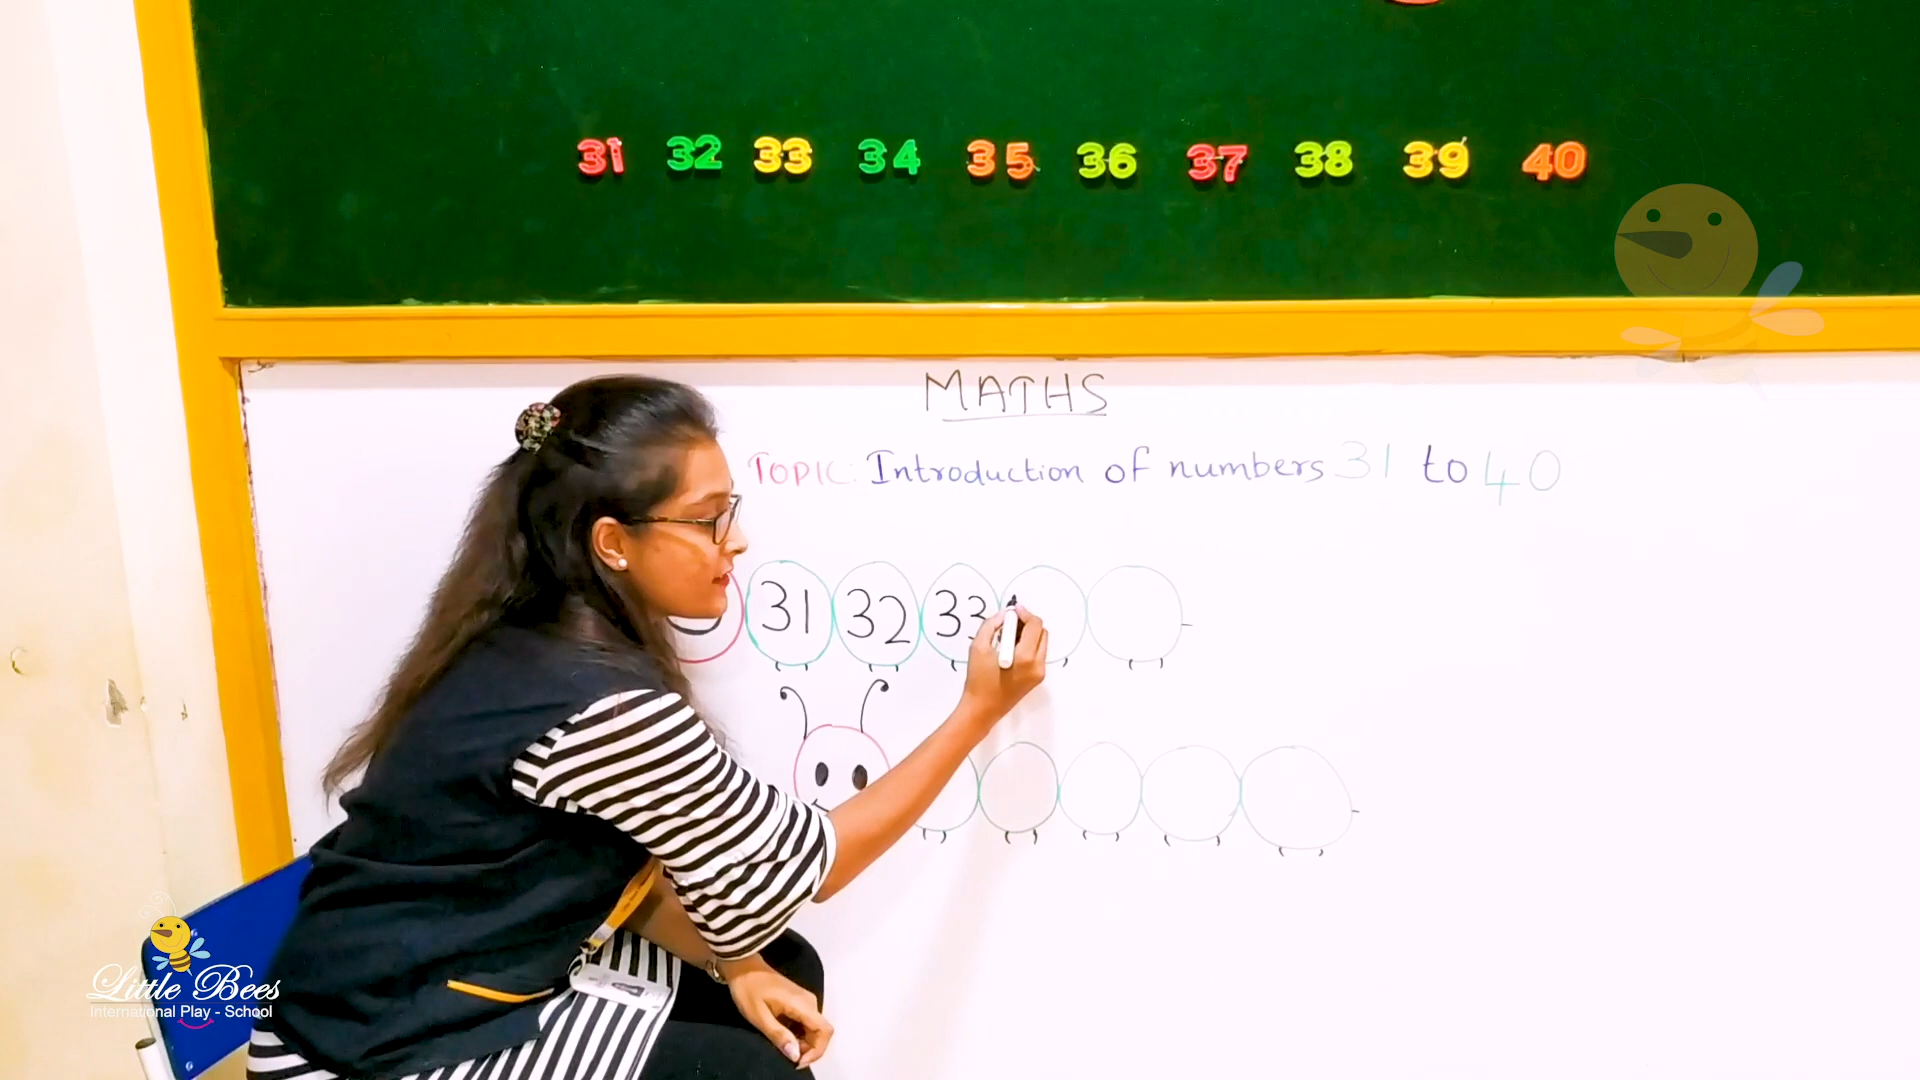 31 32 33 34 35 36 37 38 39 40
MATHS
TOPIC: Introduction of numbers 31 to 40
31 32 33
Little Bees
International Play - School